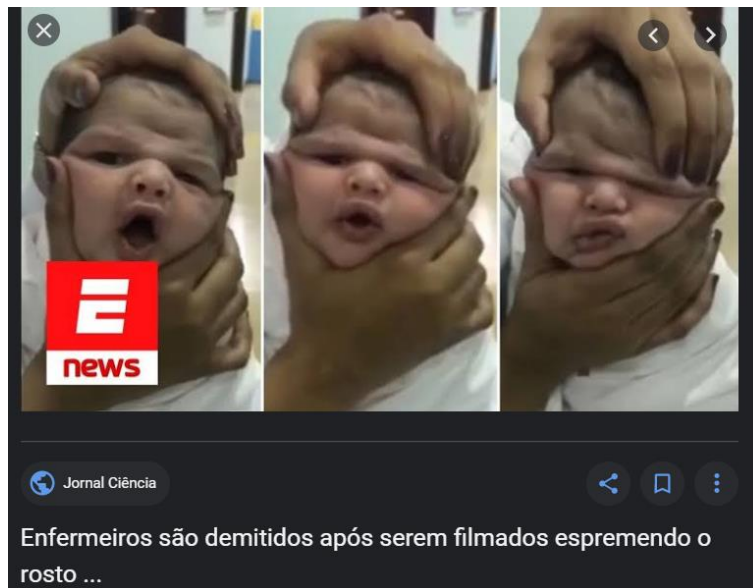 E
news
Jornal Ciência
Enfermeiros são demitidos após serem filmados espremendo o
rosto ...